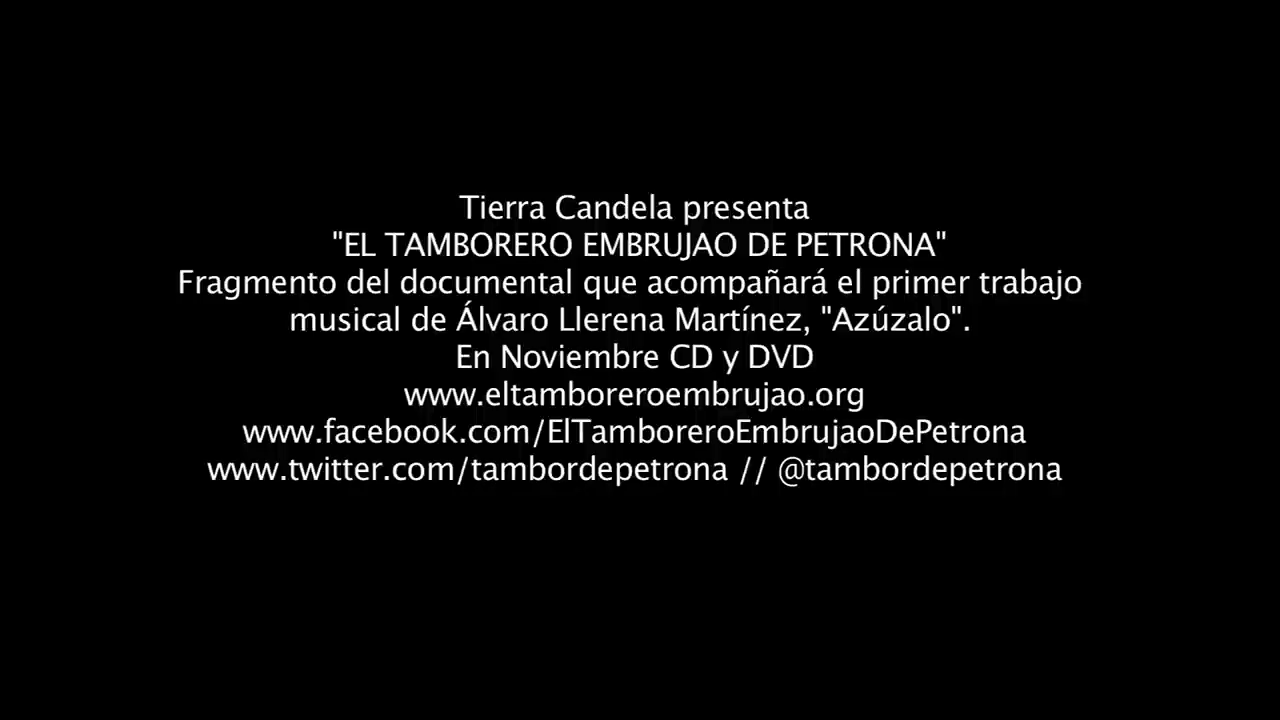 Tierra Candela presenta
"EL TAMBORERO EMBRUJAO DE PETRONA"
Fragmento del documental que acompañará el primer trabajo
musical de Álvaro Llerena Martínez, "Azúzalo".
En Noviembre CD y DVD
www.eltamboreroembrujao.org
www.facebook.com/ElTamboreroEmbrujaoDePetrona
www.twitter.com/tambordepetrona // @tambordepetrona